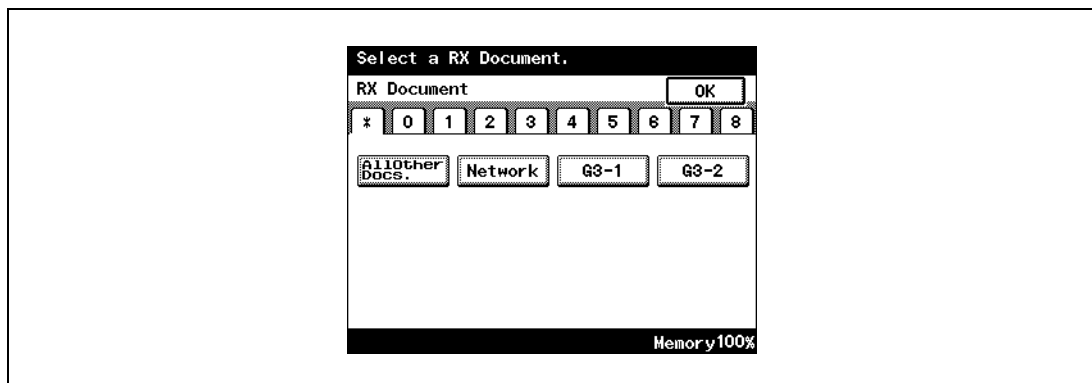 Select a RX Document.
RX Document OK
* 0 1 2 3 4 5 6 7 8
AllOther Docs. Network G3-1 G3-2
Memory100%